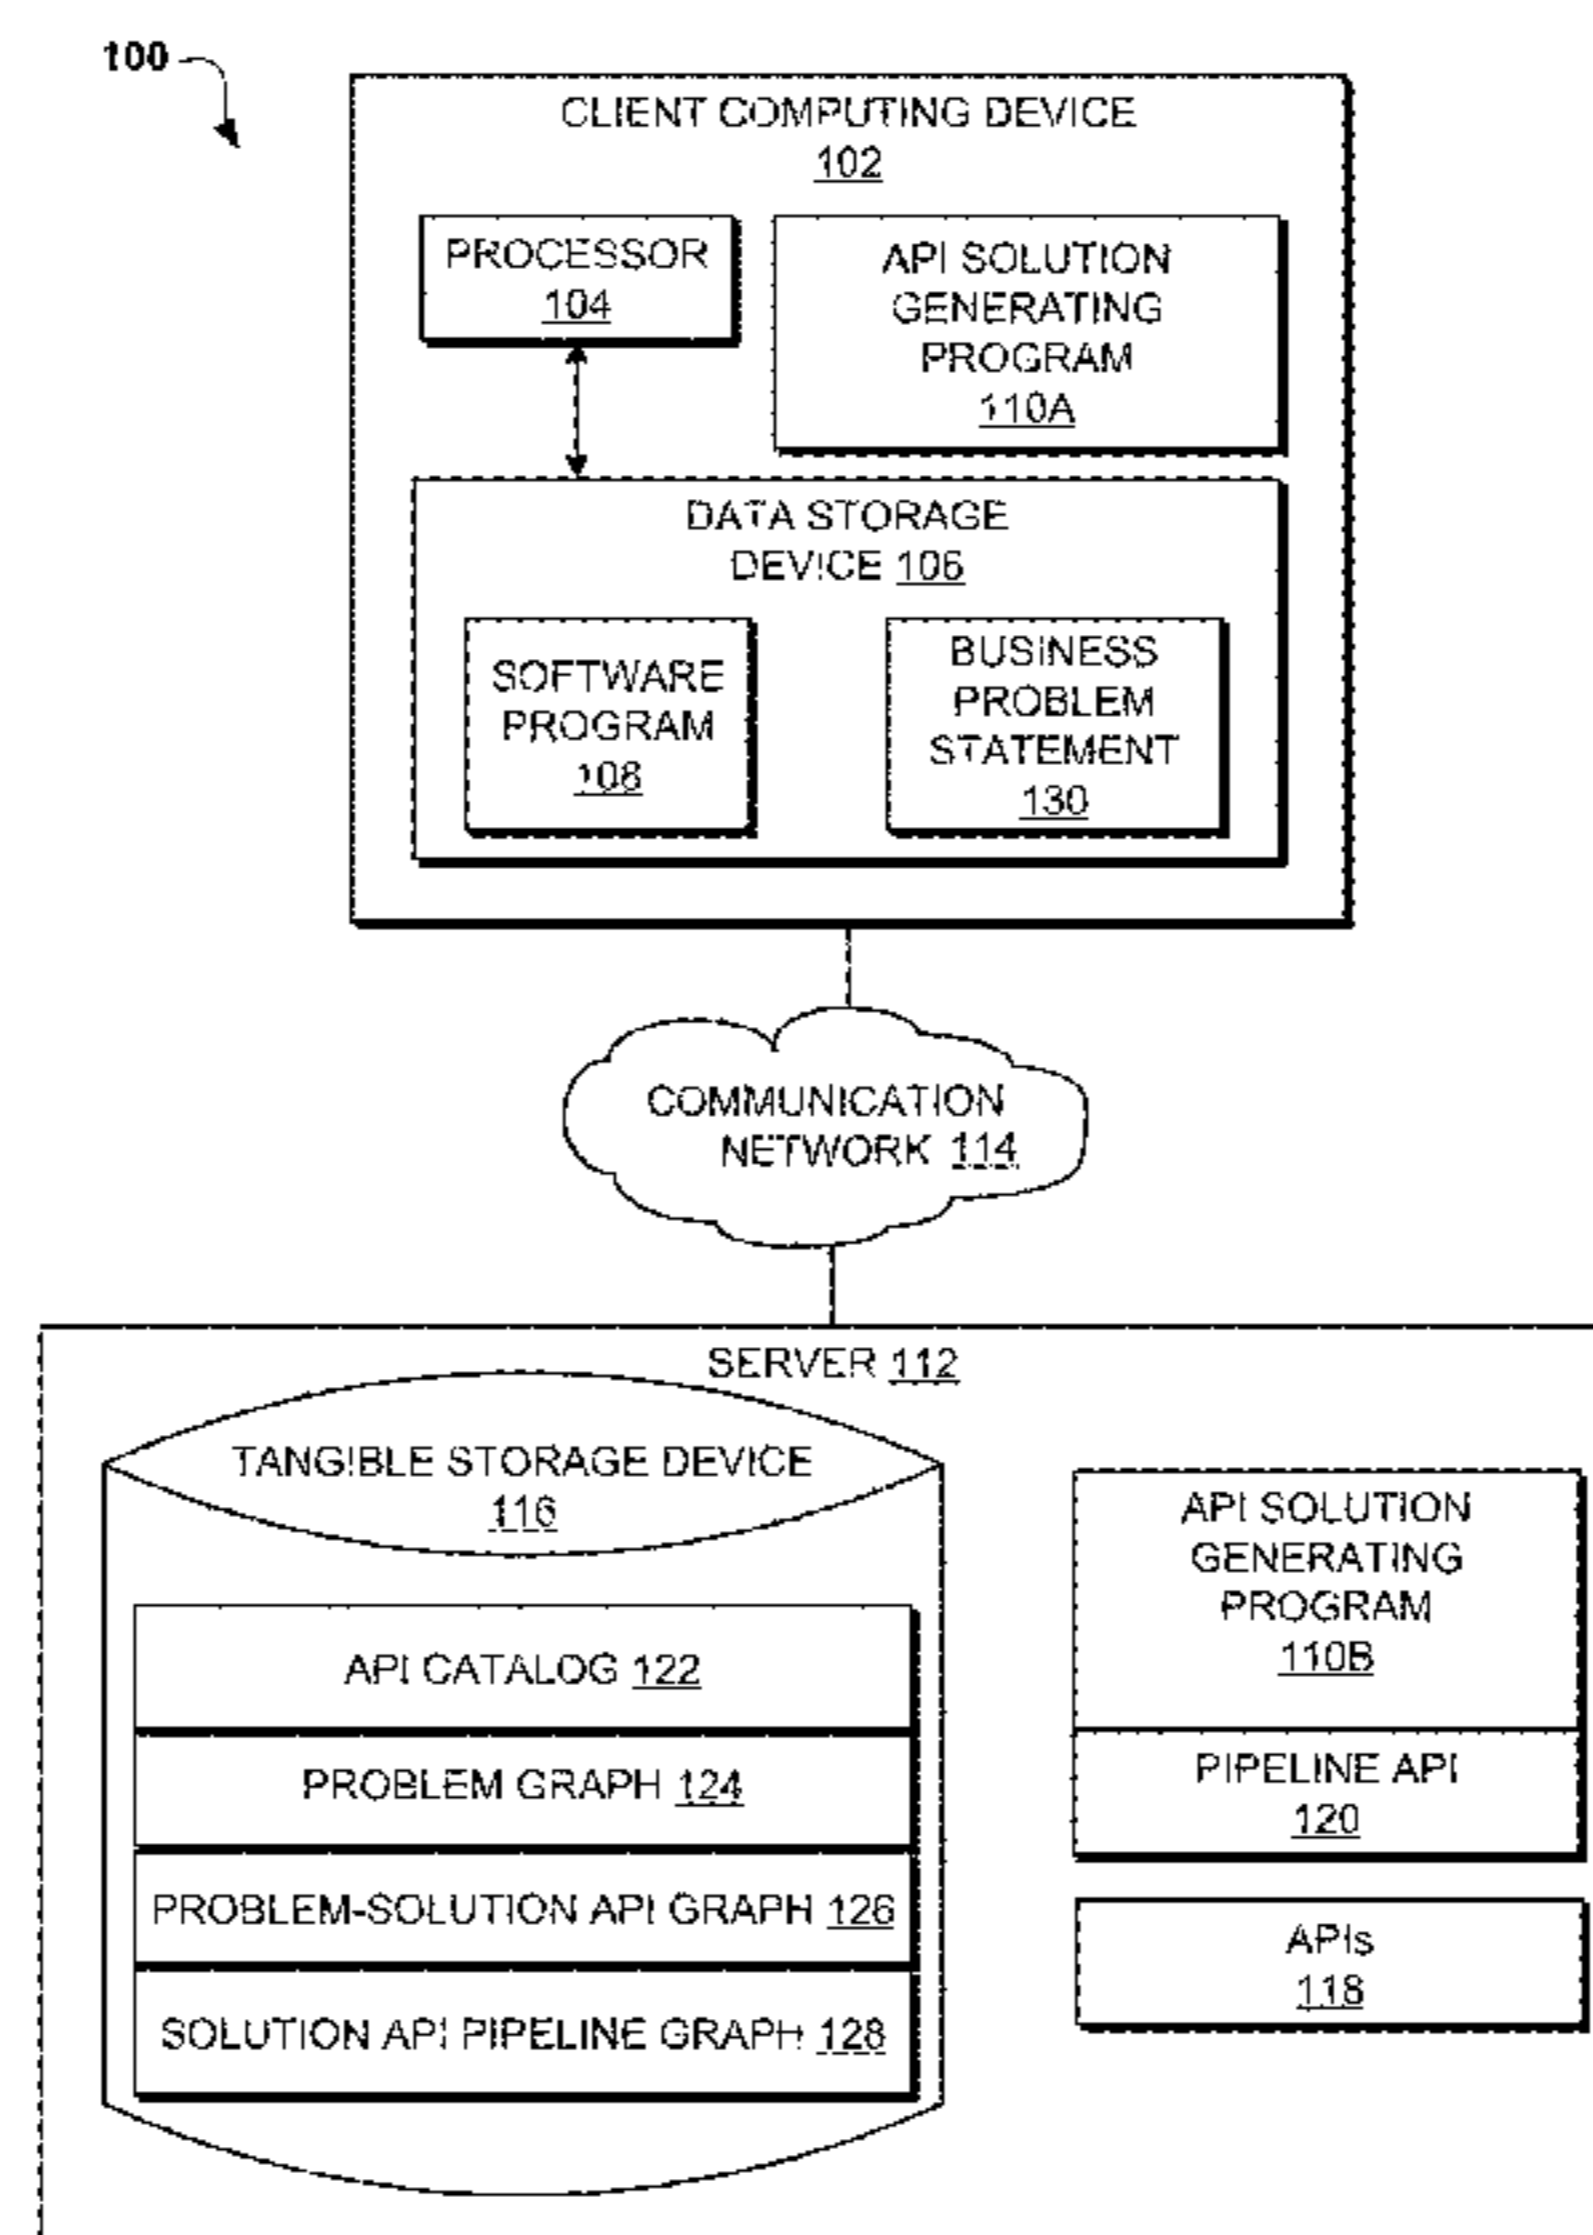 100
CLIENT COMPUTING DEVICE
102
PROCESSOR
104
API SOLUTION
GENERATING
PROGRAM
110A
DATA STORAGE
DEVICE 106
SOFTWARE
PROGRAM
108
BUSINESS
PROBLEM
STATEMENT
130
COMMUNICATION
NETWORK 114
SERVER 112
TANGIBLE STORAGE DEVICE
116
API CATALOG 122
PROBLEM GRAPH 124
PROBLEM-SOLUTION API GRAPH 126
SOLUTION API PIPELINE GRAPH 128
API SOLUTION
GENERATING
PROGRAM
110B
PIPELINE API
120
APIs
118